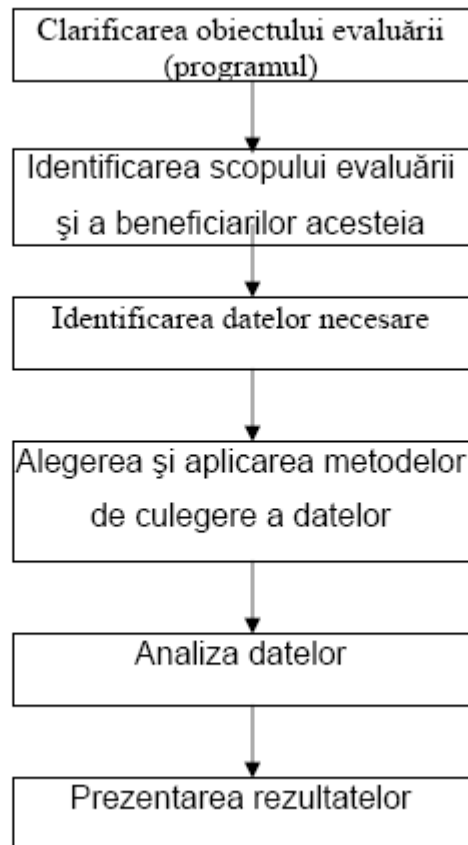 Clarificarea obiectului evaluării
(programul)
Identificarea scopului evaluării
şi a beneficiarilor acesteia
Identificarea datelor necesare
Alegerea şi aplicarea metodelor
de culegere a datelor
Analiza datelor
Prezentarea rezultatelor